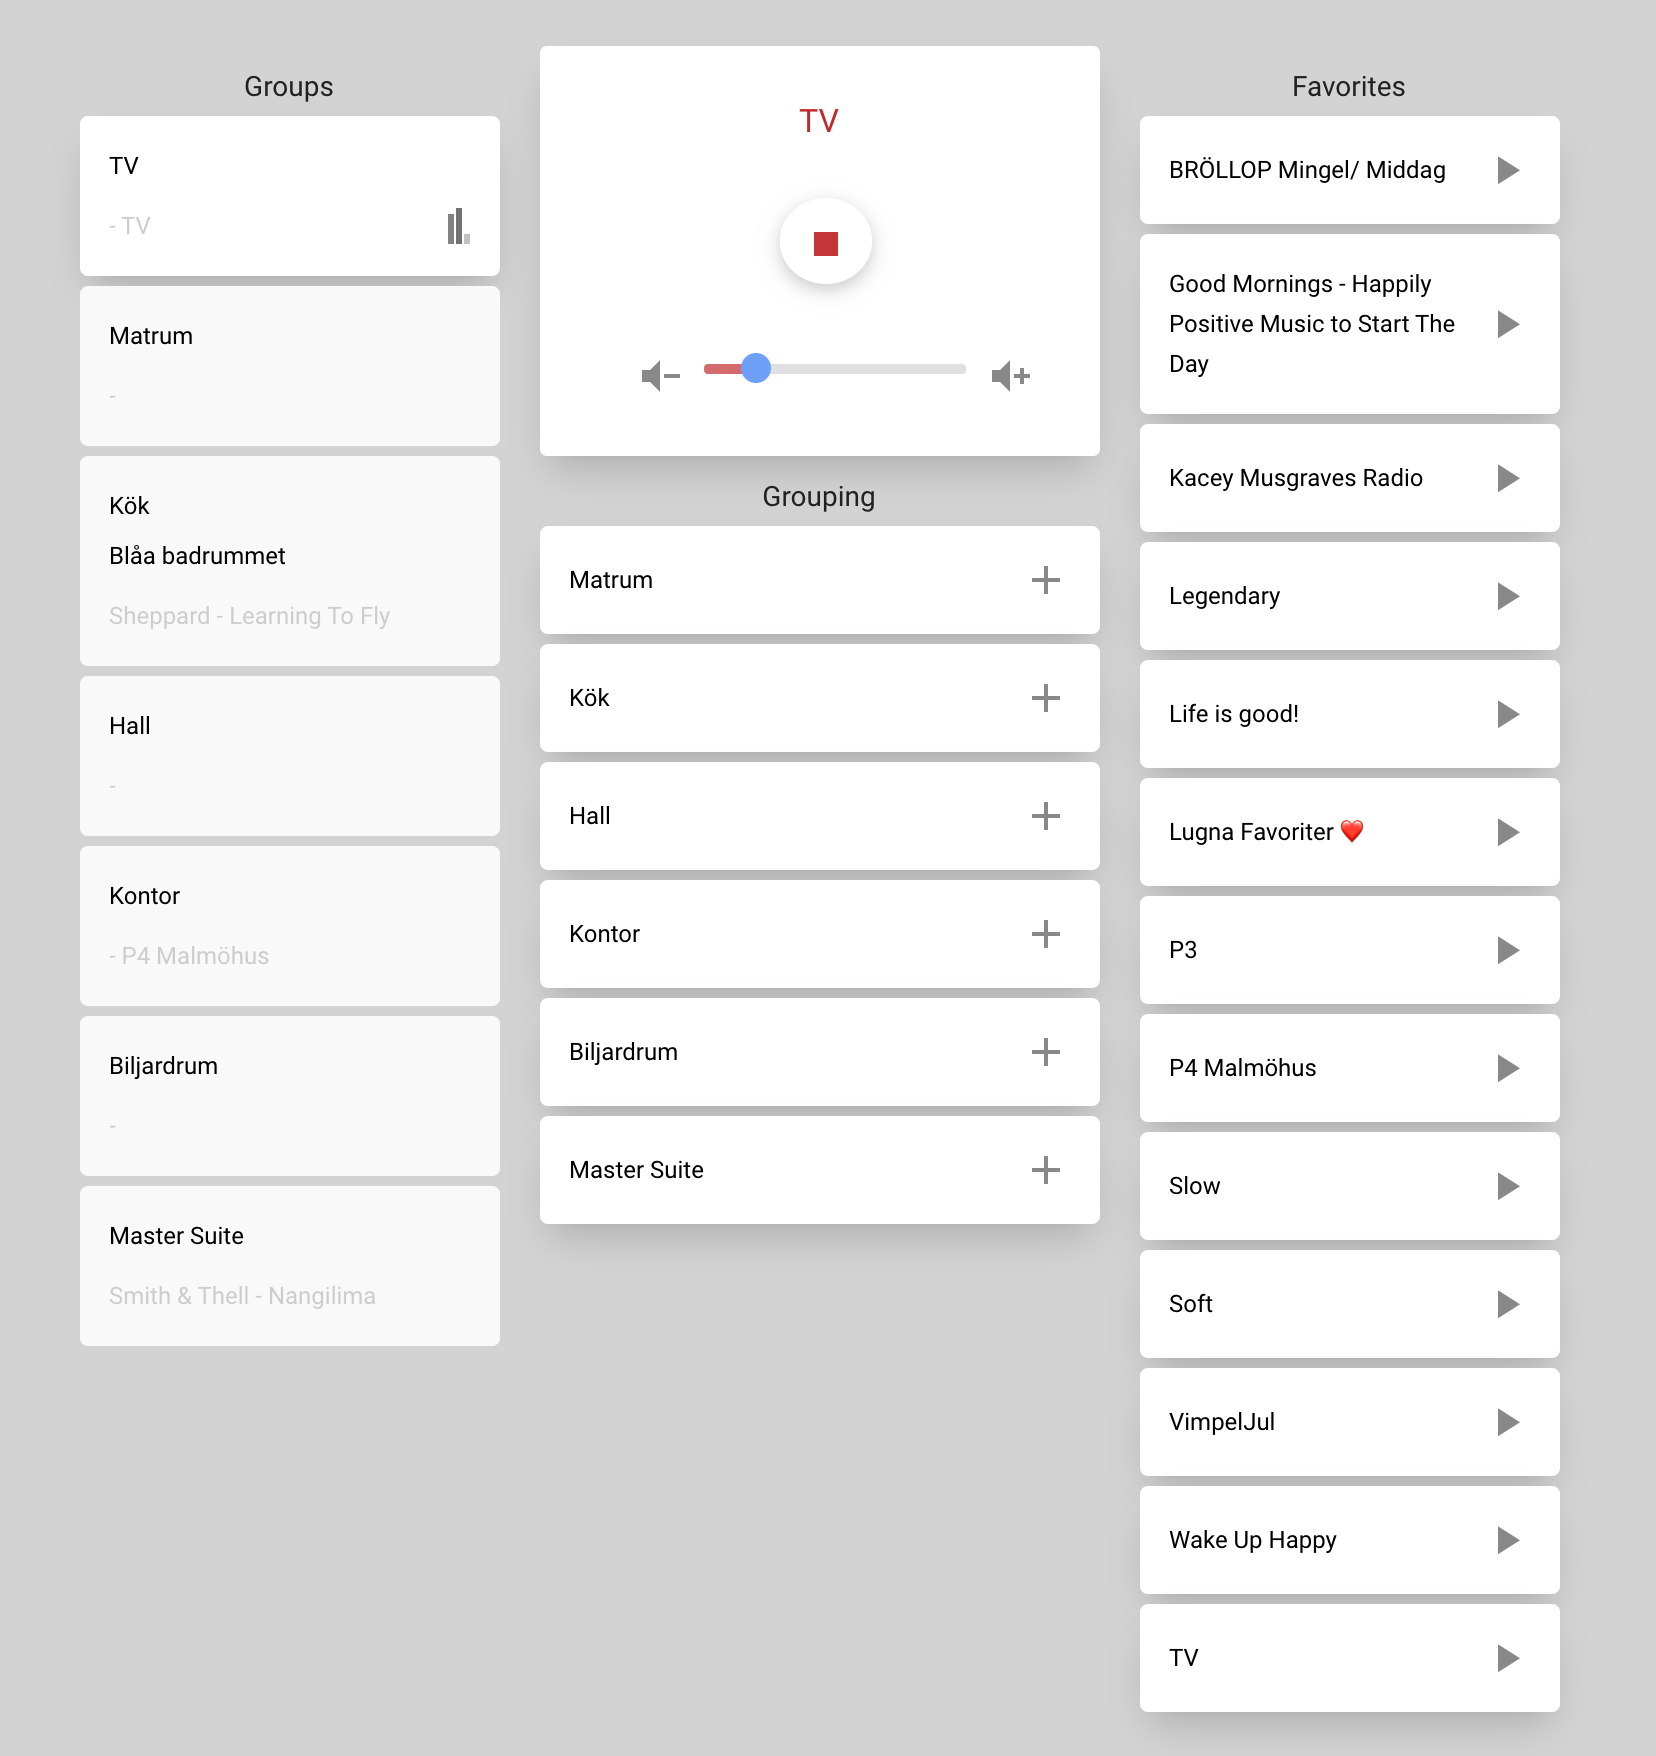 Groups
TV
- TV
Matrum
-
Kök
Blåa badrummet
Sheppard - Learning To Fly
Hall
-
Kontor
- P4 Malmöhus
Biljardrum
-
Master Suite
Smith & Thell - Nangilima
TV
Grouping
Matrum
Kök
Hall
Kontor
Biljardrum
Master Suite
Favorites
BRÖLLOP Mingel/ Middag
Good Mornings - Happily
Positive Music to Start The
Day
Kacey Musgraves Radio
Legendary
Life is good!
Lugna Favoriter ❤️
P3
P4 Malmöhus
Slow
Soft
VimpelJul
Wake Up Happy
TV